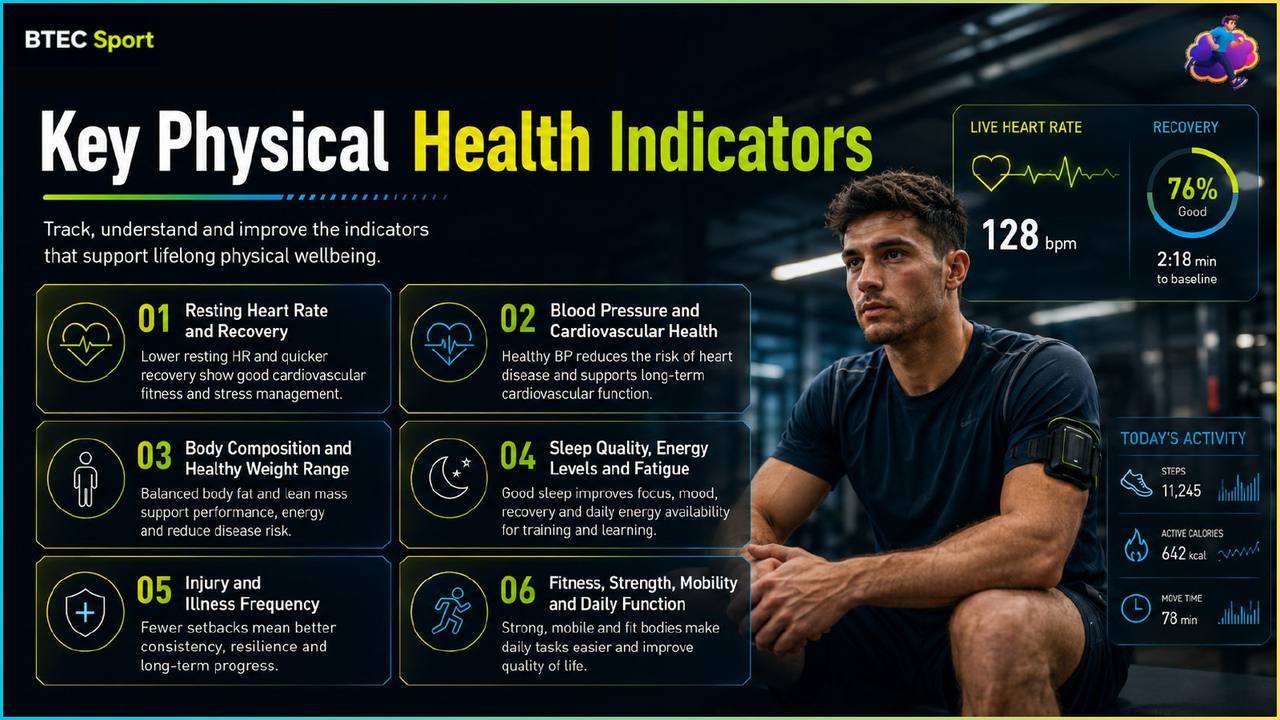 BTEC Sport
Key Physical Health Indicators
Track, understand and improve the indicators
that support lifelong physical wellbeing.
01 Resting Heart Rate
and Recovery
Lower resting HR and quicker
recovery show good cardiovascular
fitness and stress management.
02 Blood Pressure and
Cardiovascular Health
Healthy BP reduces the risk of heart
disease and supports long-term
cardiovascular function.
03 Body Composition and
Healthy Weight Range
Balanced body fat and lean mass
support performance, energy
and reduce disease risk.
04 Sleep Quality, Energy
Levels and Fatigue
Good sleep improves focus, mood,
recovery and daily energy availability
for training and learning.
05 Injury and
Illness Frequency
Fewer setbacks mean better
consistency, resilience and
long-term progress.
06 Fitness, Strength, Mobility
and Daily Function
Strong, mobile and fit bodies make
daily tasks easier and improve
quality of life.
LIVE HEART RATE
128 bpm
RECOVERY
76%
Good
2:18 min
to baseline
TODAY'S ACTIVITY
STEPS
11,245
ACTIVE CALORIES
642 kcal
MOVE TIME
78 min